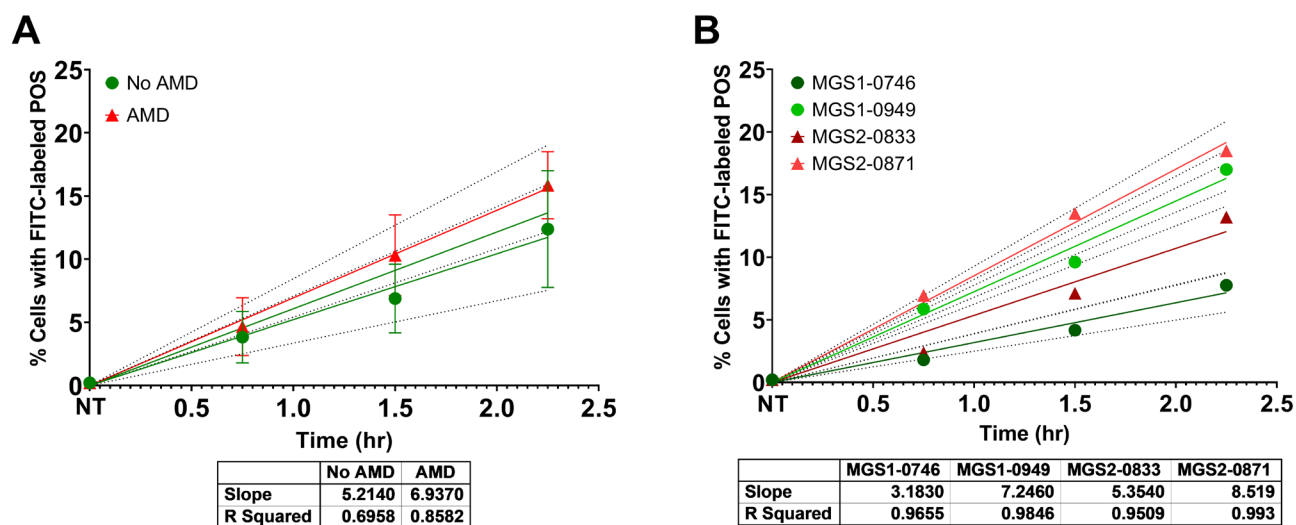 A
% Cells with FITC-labeled POS
25
20
15
10
5
0
No AMD
AMD
NT 0.5 1.0 1.5 2.0 2.5
Time (hr)
No AMD AMD
Slope 5.2140 6.9370
R Squared 0.6958 0.8582
B
% Cells with FITC-labeled POS
25
20
15
10
5
0
MGS1-0746
MGS1-0949
MGS2-0833
MGS2-0871
NT 0.5 1.0 1.5 2.0 2.5
Time (hr)
MGS1-0746 MGS1-0949 MGS2-0833 MGS2-0871
Slope 3.1830 7.2460 5.3540 8.519
R Squared 0.9655 0.9846 0.9509 0.993